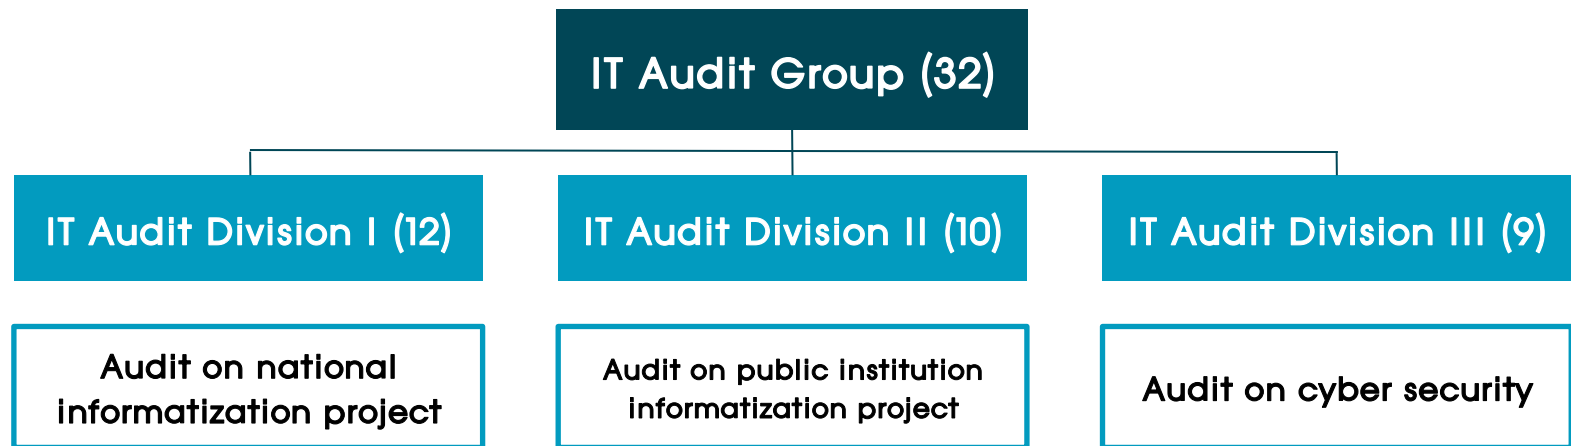 IT Audit Group (32)
IT Audit Division I (12)
IT Audit Division II (10)
IT Audit Division III (9)
Audit on national
informatization project
Audit on public institution
informatization project
Audit on cyber security